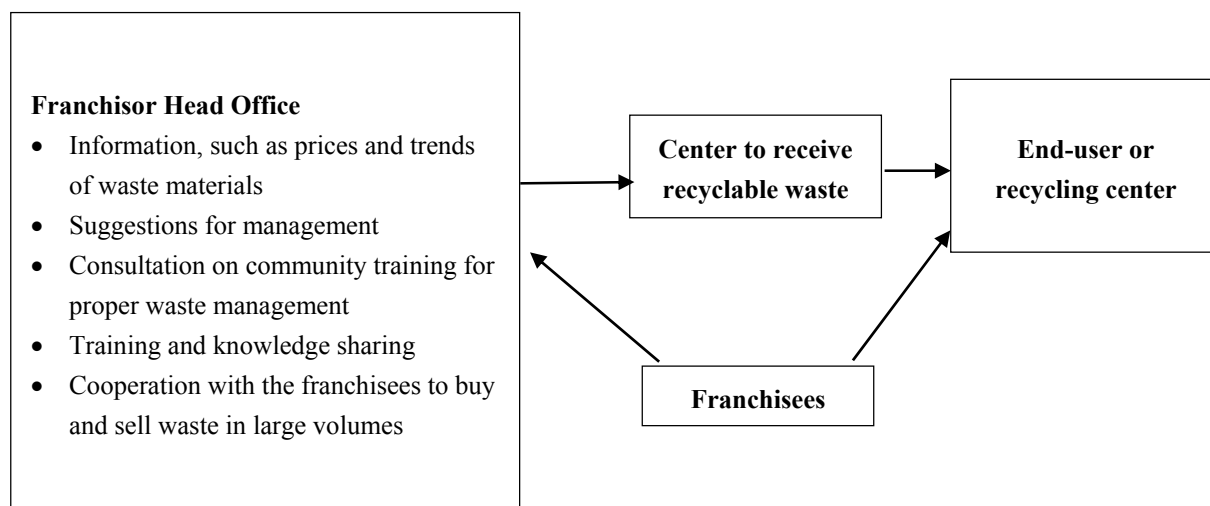 Franchisor Head Office
• Information, such as prices and trends
of waste materials
• Suggestions for management
• Consultation on community training for
proper waste management
• Training and knowledge sharing
• Cooperation with the franchisees to buy
and sell waste in large volumes
Center to receive
recyclable waste
End-user or
recycling center
Franchisees